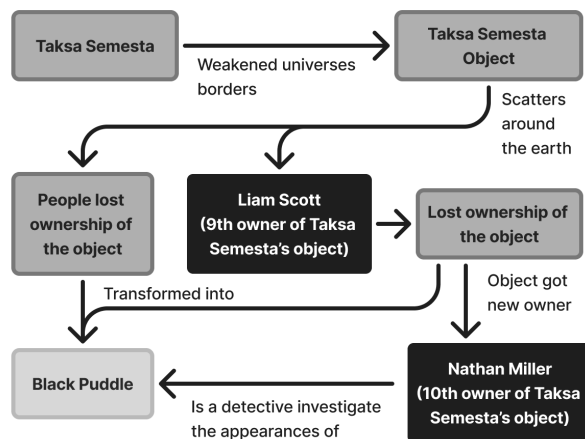 Taksa Semesta
Weakened universes
borders
Taksa Semesta
Object
Scatters
around
the earth
People lost
ownership of
the object
Liam Scott
(9th owner of Taksa
Semesta's object)
Lost ownership of
the object
Transformed into
Object got
new owner
Black Puddle
Is a detective investigate
the appearances of
Nathan Miller
(10th owner of Taksa
Semesta's object)